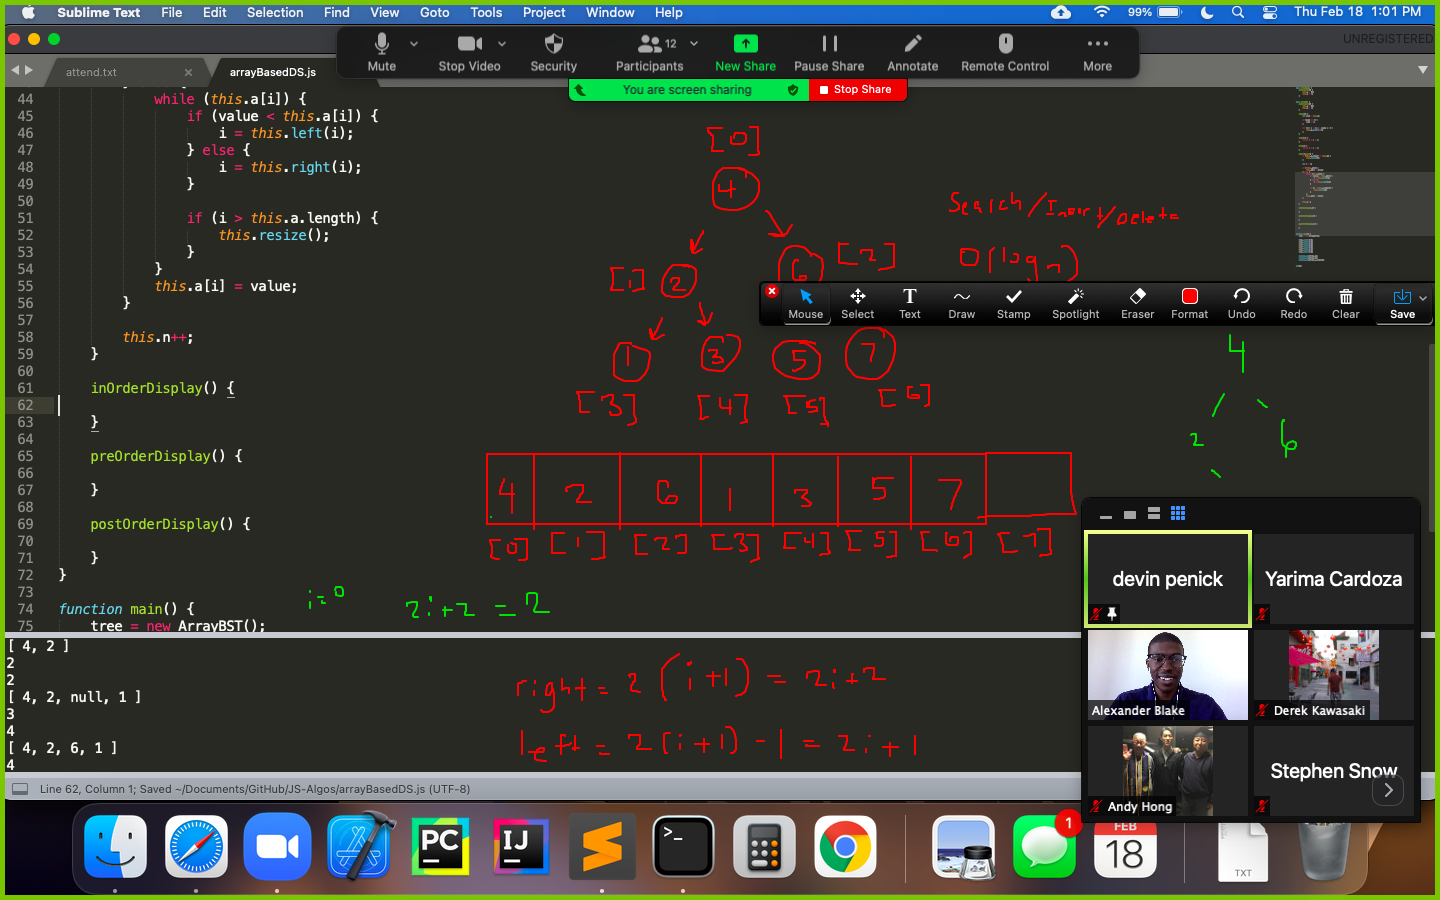 Sublime Text File Edit Selection Find View Goto Tools Project Window Help 99% Thu Feb 18 1:01 PM
UNREGISTERED
Mute Stop Video Security Participants 12 New Share Pause Share Annotate Remote Control More
You are screen sharing Stop Share
attend.txt × arrayBasedDS.js
44 while (this.a[i]) {
45 if (value < this.a[i]) {
46 i = this.left(i);
47 } else {
48 i = this.right(i);
49 }
50
51 if (i > this.a.length) {
52 this.resize();
53 }
54 }
55 this.a[i] = value;
56 }
57
58 this.n++;
59 }
60
61 inOrderDisplay() {
62
63 }
64
65 preOrderDisplay() {
66
67 }
68
69 postOrderDisplay() {
70
71 }
72 }
73
74 function main() {
75 tree = new ArrayBST();
[0]
4
Search/Insert/Delete
[1] 2 6 [2] O(log n)
Mouse Select Text Draw Stamp Spotlight Eraser Format Undo Redo Clear Save
1 3 5 7
[3] [4] [5] [6]
4
2 6
4 2 6 1 3 5 7
[0] [1] [2] [3] [4] [5] [6] [7]
i=0 2i+2 = 2
right = 2 (i+1) = 2i+2
left = 2(i+1) - 1 = 2i+1
[ 4, 2 ]
2
2
[ 4, 2, null, 1 ]
3
4
[ 4, 2, 6, 1 ]
4
Line 62, Column 1; Saved ~/Documents/GitHub/JS-Algos/arrayBasedDS.js (UTF-8)
devin penick
Yarima Cardoza
Alexander Blake
Derek Kawasaki
Andy Hong
Stephen Snow
PC
IJ
>_
1
FEB
18
TXT